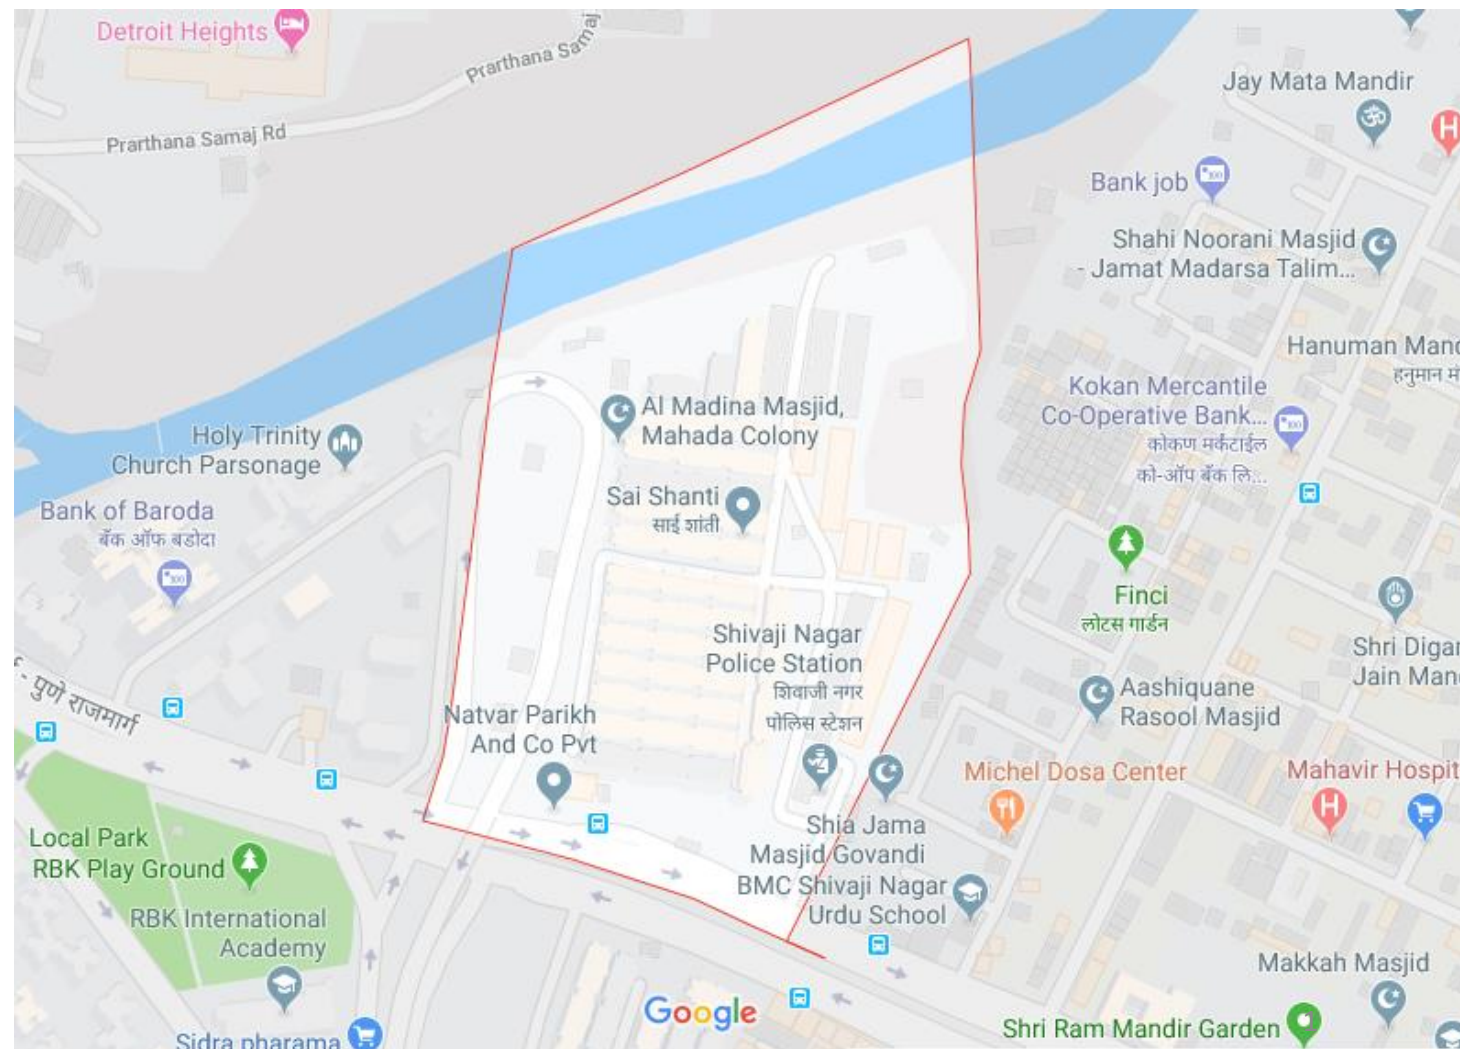 Detroit Heights
Prarthana Samaj
Prarthana Samaj Rd
Jay Mata Mandir
Bank job
Shahi Noorani Masjid
- Jamat Madarsa Talim...
Hanuman Mand
हनुमान मं
Kokan Mercantile
Co-Operative Bank...
कोकण मर्कंटाईल
को-ऑप बँक लि...
Al Madina Masjid,
Mahada Colony
Holy Trinity
Church Parsonage
Sai Shanti
साई शांती
Bank of Baroda
बँक ऑफ बडोदा
Finci
लोटस गार्डन
Shivaji Nagar
Police Station
शिवाजी नगर
पोलिस स्टेशन
Shri Digar
Jain Man
Aashiquane
Rasool Masjid
- पुणे राजमार्ग
Natvar Parikh
And Co Pvt
Michel Dosa Center
Mahavir Hospit
Local Park
RBK Play Ground
Shia Jama
Masjid Govandi
BMC Shivaji Nagar
Urdu School
RBK International
Academy
Makkah Masjid
Google
Shri Ram Mandir Garden
Sidra pharama